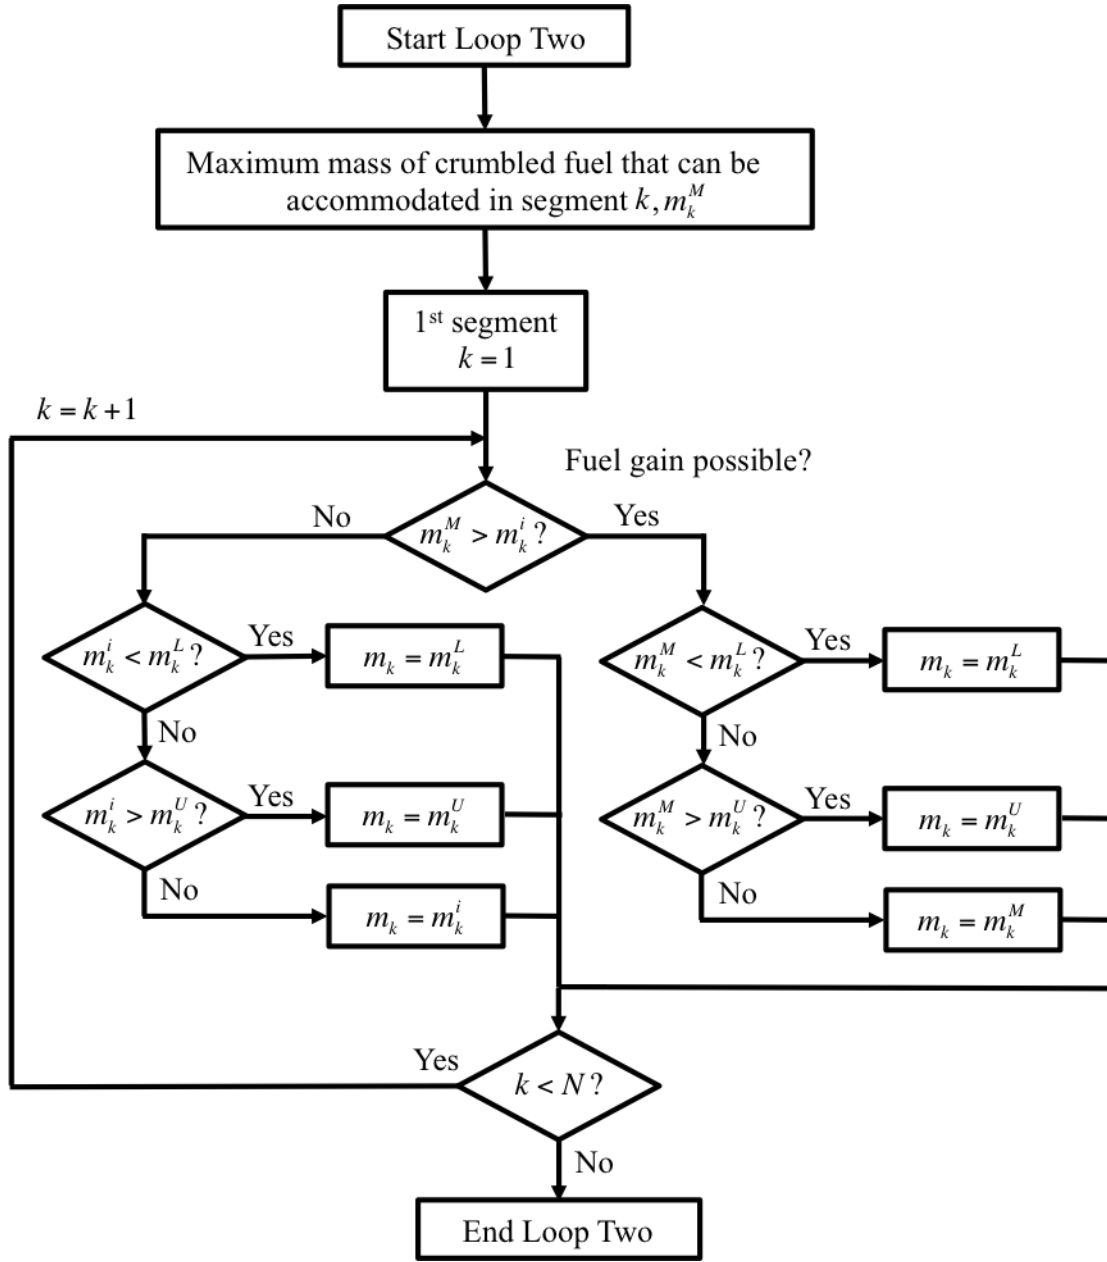 Start Loop Two
Maximum mass of crumbled fuel that can be
accommodated in segment k, m_k^M
1st segment
k = 1
k = k + 1
Fuel gain possible?
No
m_k^M > m_k^i ?
Yes
m_k^i < m_k^L ?
Yes
m_k = m_k^L
m_k^M < m_k^L ?
Yes
m_k = m_k^L
No
No
m_k^i > m_k^U ?
Yes
m_k = m_k^U
m_k^M > m_k^U ?
Yes
m_k = m_k^U
No
m_k = m_k^i
No
m_k = m_k^M
Yes
k < N ?
No
End Loop Two